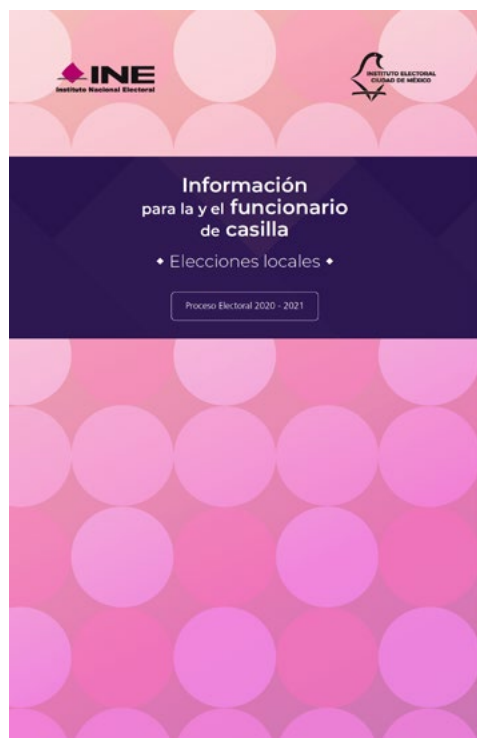 INE
Instituto Nacional Electoral
INSTITUTO ELECTORAL
CIUDAD DE MÉXICO
Información
para la y el funcionario
de casilla
Elecciones locales
Proceso Electoral 2020 - 2021